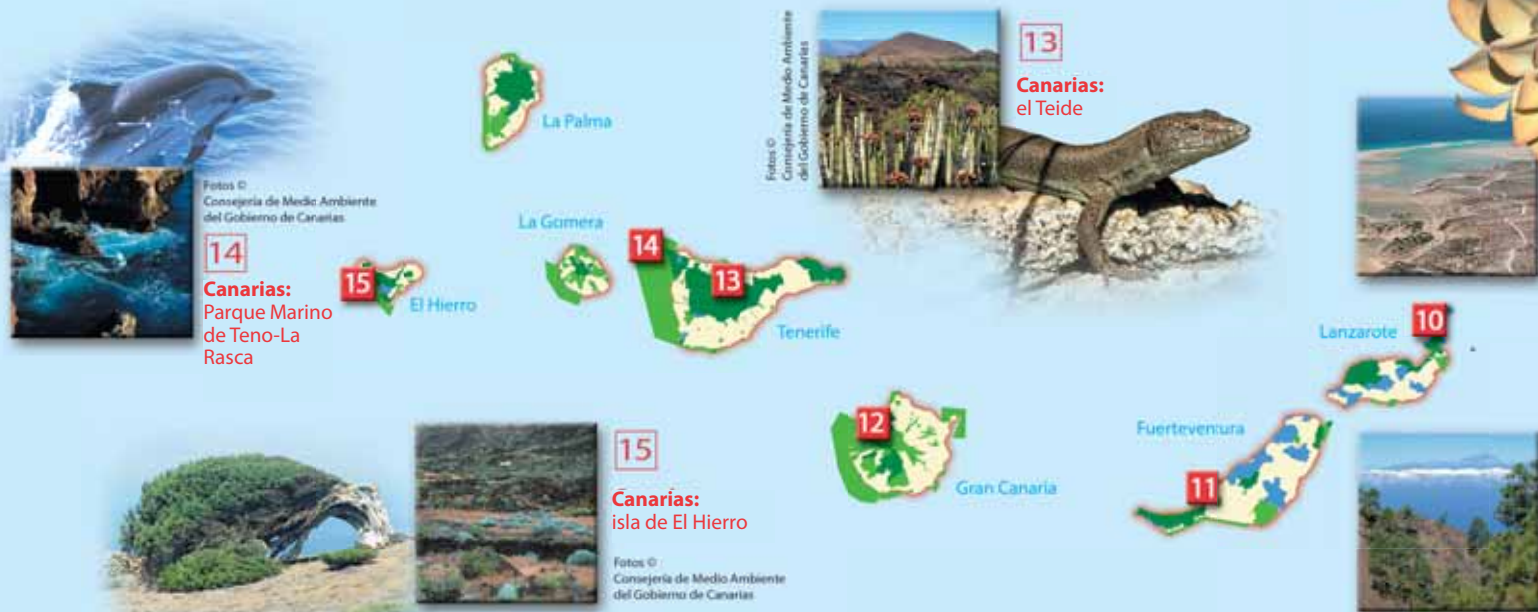 Fotos ©
Consejería de Medio Ambiente
del Gobierno de Canarias
13
Canarias:
el Teide
La Palma
Fotos ©
Consejería de Medio Ambiente
del Gobierno de Canarias
14
Canarias:
Parque Marino
de Teno-La
Rasca
La Gomera
14
13
15
El Hierro
Tenerife
Lanzarote
10
12
Gran Canaria
Fuerteventura
11
15
Canarias:
isla de El Hierro
Fotos ©
Consejería de Medio Ambiente
del Gobierno de Canarias